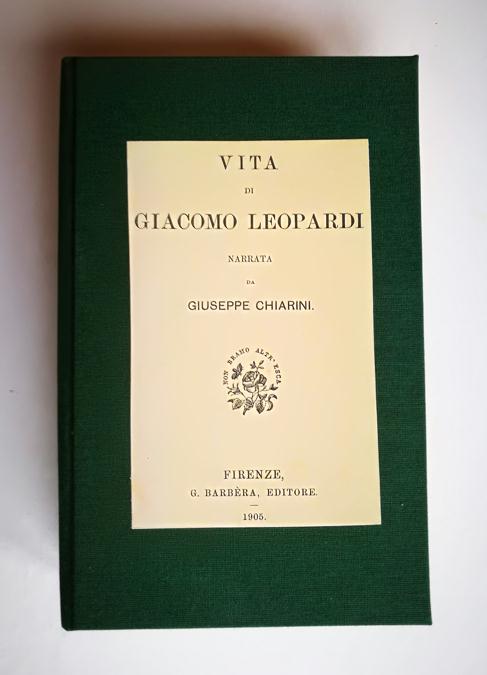 VITA
DI
GIACOMO LEOPARDI
NARRATA
DA
GIUSEPPE CHIARINI.
NON BRAMO ALTR' ESCA
FIRENZE,
G. BARBÈRA, EDITORE.
1905.